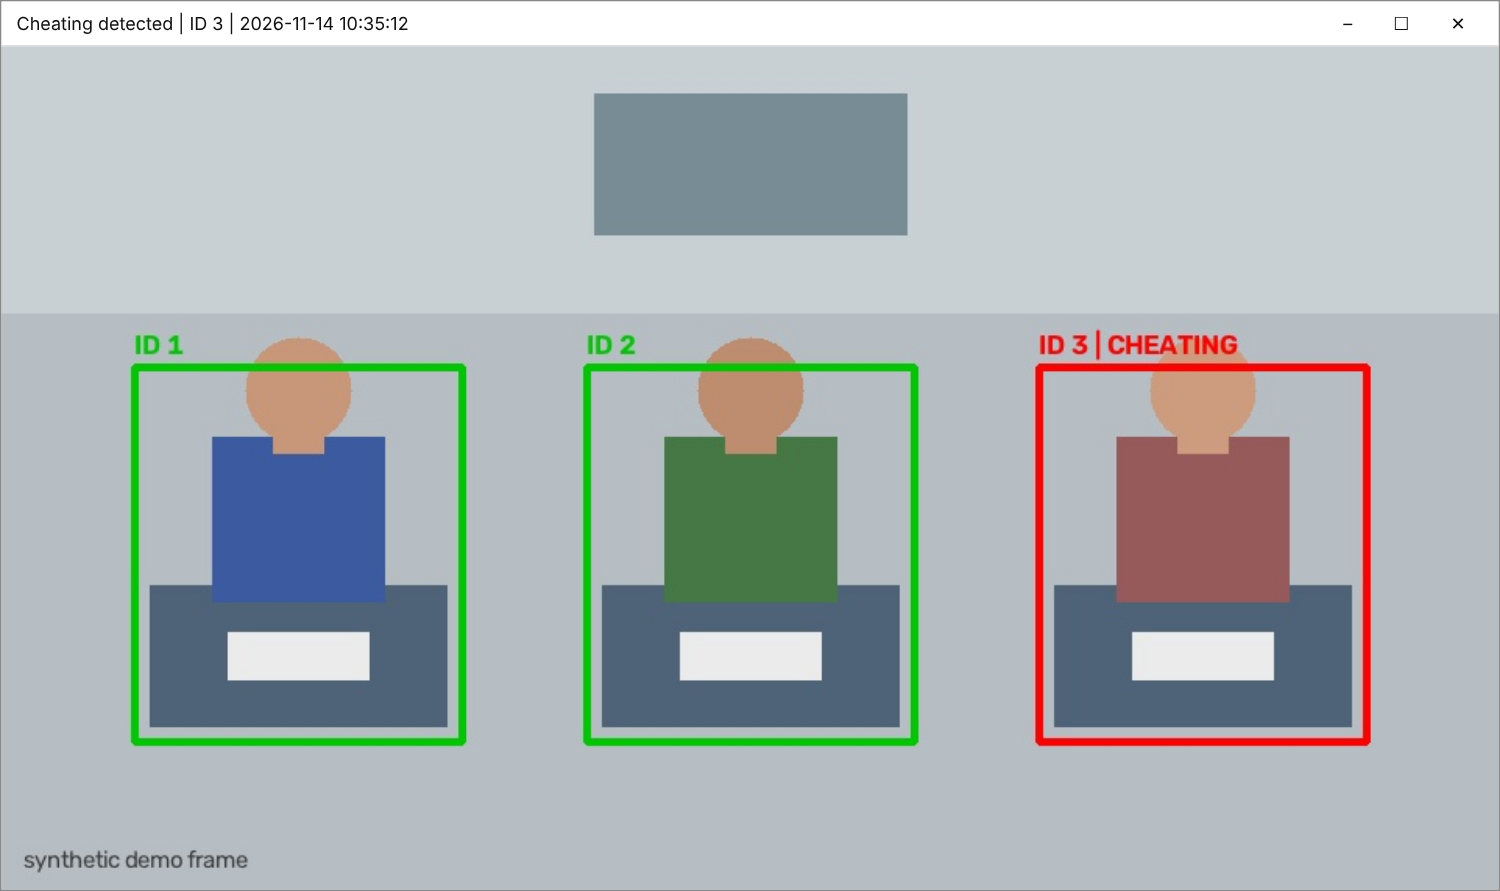 Cheating detected | ID 3 | 2026-11-14 10:35:12
ID 1
ID 2
ID 3 | CHEATING
synthetic demo frame